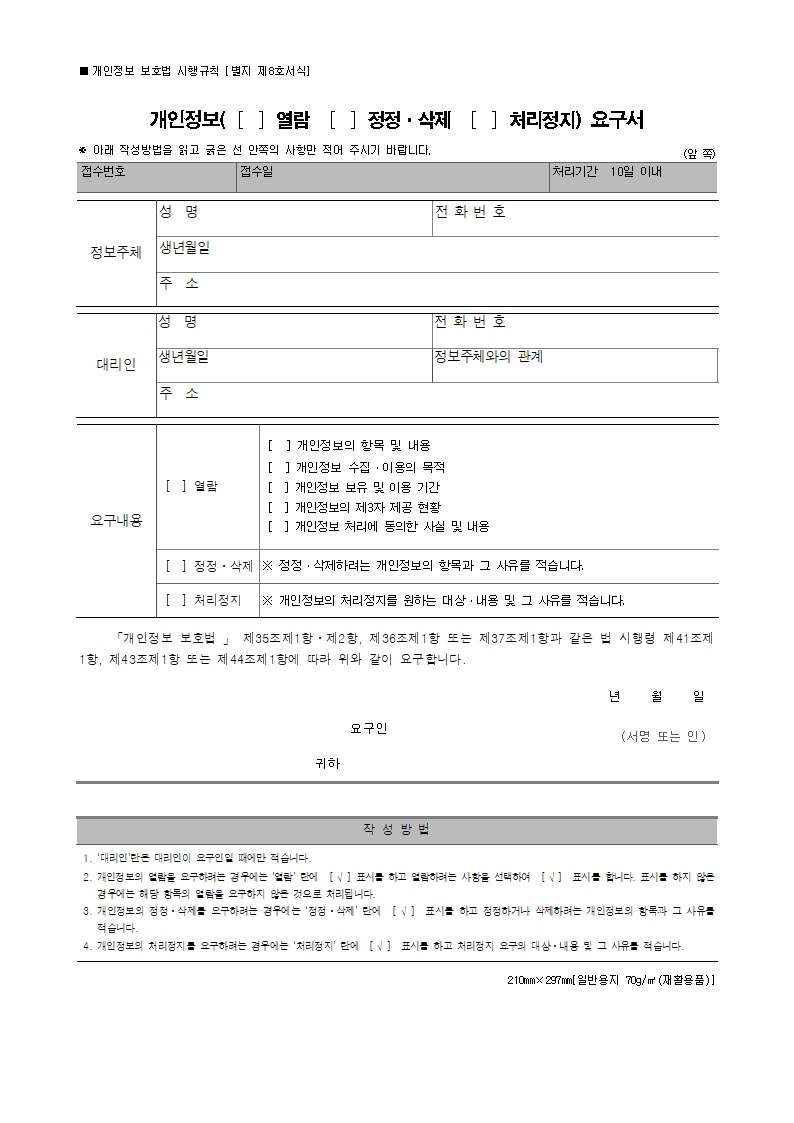 ■ 개인정보 보호법 시행규칙 [별지 제8호서식]
개인정보( [ ] 열람 [ ] 정정·삭제 [ ] 처리정지) 요구서
※ 아래 작성방법을 읽고 굵은 선 안쪽의 사항만 적어 주시기 바랍니다.
(앞 쪽)
접수번호 접수일 처리기간 10일 이내
정보주체
성 명 전 화 번 호
생년월일
주 소
대리인
성 명 전 화 번 호
생년월일 정보주체와의 관계
주 소
요구내용
[ ] 열람
[ ] 개인정보의 항목 및 내용
[ ] 개인정보 수집·이용의 목적
[ ] 개인정보 보유 및 이용 기간
[ ] 개인정보의 제3자 제공 현황
[ ] 개인정보 처리에 동의한 사실 및 내용
[ ] 정정·삭제 ※ 정정·삭제하려는 개인정보의 항목과 그 사유를 적습니다.
[ ] 처리정지 ※ 개인정보의 처리정지를 원하는 대상·내용 및 그 사유를 적습니다.
「개인정보 보호법」 제35조제1항·제2항, 제36조제1항 또는 제37조제1항과 같은 법 시행령 제41조제
1항, 제43조제1항 또는 제44조제1항에 따라 위와 같이 요구합니다.
년 월 일
요구인 (서명 또는 인)
귀하
작 성 방 법
1. '대리인'란은 대리인이 요구인일 때에만 적습니다.
2. 개인정보의 열람을 요구하려는 경우에는 '열람' 란에 [√] 표시를 하고 열람하려는 사항을 선택하여 [√] 표시를 합니다. 표시를 하지 않은
경우에는 해당 항목의 열람을 요구하지 않은 것으로 처리됩니다.
3. 개인정보의 정정·삭제를 요구하려는 경우에는 '정정·삭제' 란에 [√] 표시를 하고 정정하거나 삭제하려는 개인정보의 항목과 그 사유를
적습니다.
4. 개인정보의 처리정지를 요구하려는 경우에는 '처리정지' 란에 [√] 표시를 하고 처리정지 요구의 대상·내용 및 그 사유를 적습니다.
210mm×297mm[일반용지 70g/㎡(재활용품)]